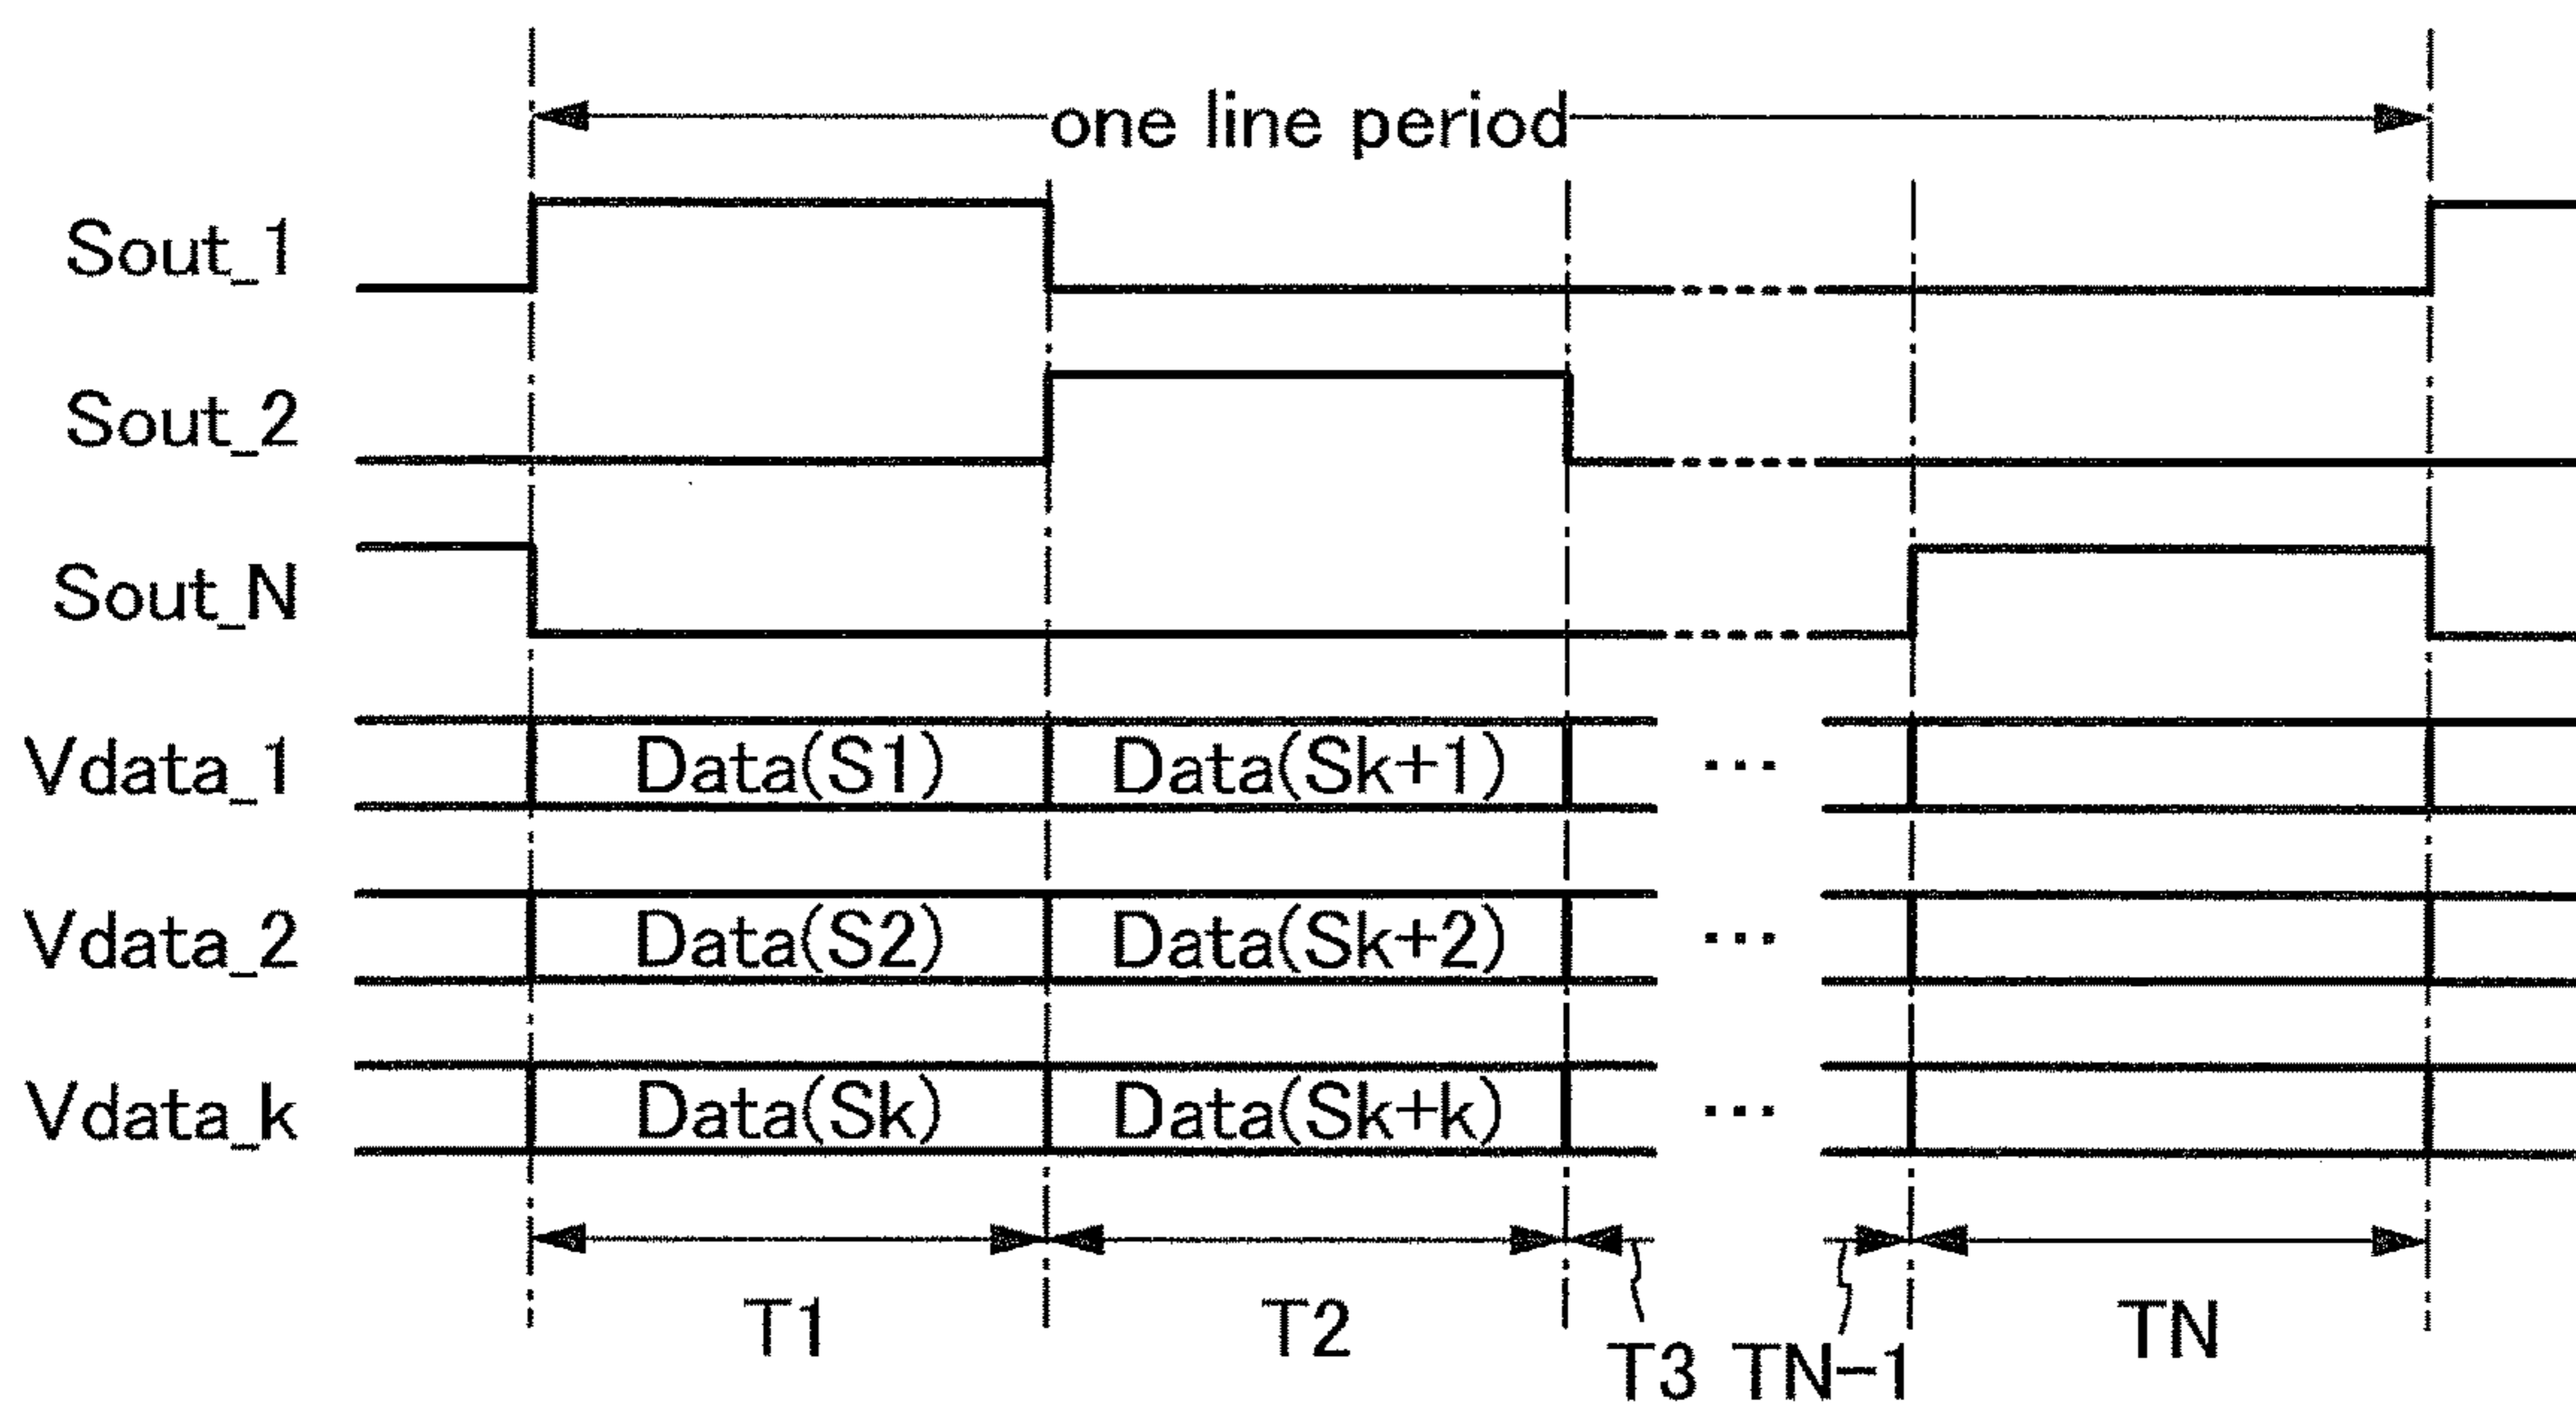 one line period
Sout_1
Sout_2
Sout_N
Vdata_1 Data(S1) Data(Sk+1) ...
Vdata_2 Data(S2) Data(Sk+2) ...
Vdata_k Data(Sk) Data(Sk+k) ...
T1 T2 T3 TN-1 TN